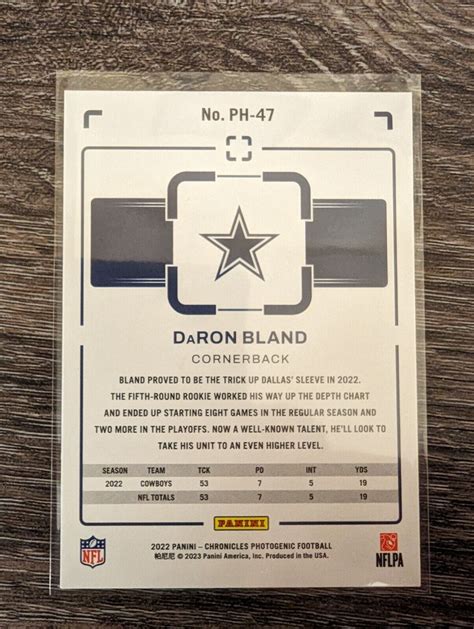 No. PH-47
DaRON BLAND
CORNERBACK
BLAND PROVED TO BE THE TRICK UP DALLAS' SLEEVE IN 2022.
THE FIFTH-ROUND ROOKIE WORKED HIS WAY UP THE DEPTH CHART
AND ENDED UP STARTING EIGHT GAMES IN THE REGULAR SEASON AND
TWO MORE IN THE PLAYOFFS. NOW A WELL-KNOWN TALENT, HE'LL LOOK TO
TAKE HIS UNIT TO AN EVEN HIGHER LEVEL.
SEASON TEAM TCK PD INT YDS
2022 COWBOYS 53 7 5 19
NFL TOTALS 53 7 5 19
PANINI
NFL
2022 PANINI – CHRONICLES PHOTOGENIC FOOTBALL
帕尼尼 © 2023 Panini America, Inc. Produced in the USA.
NFLPA